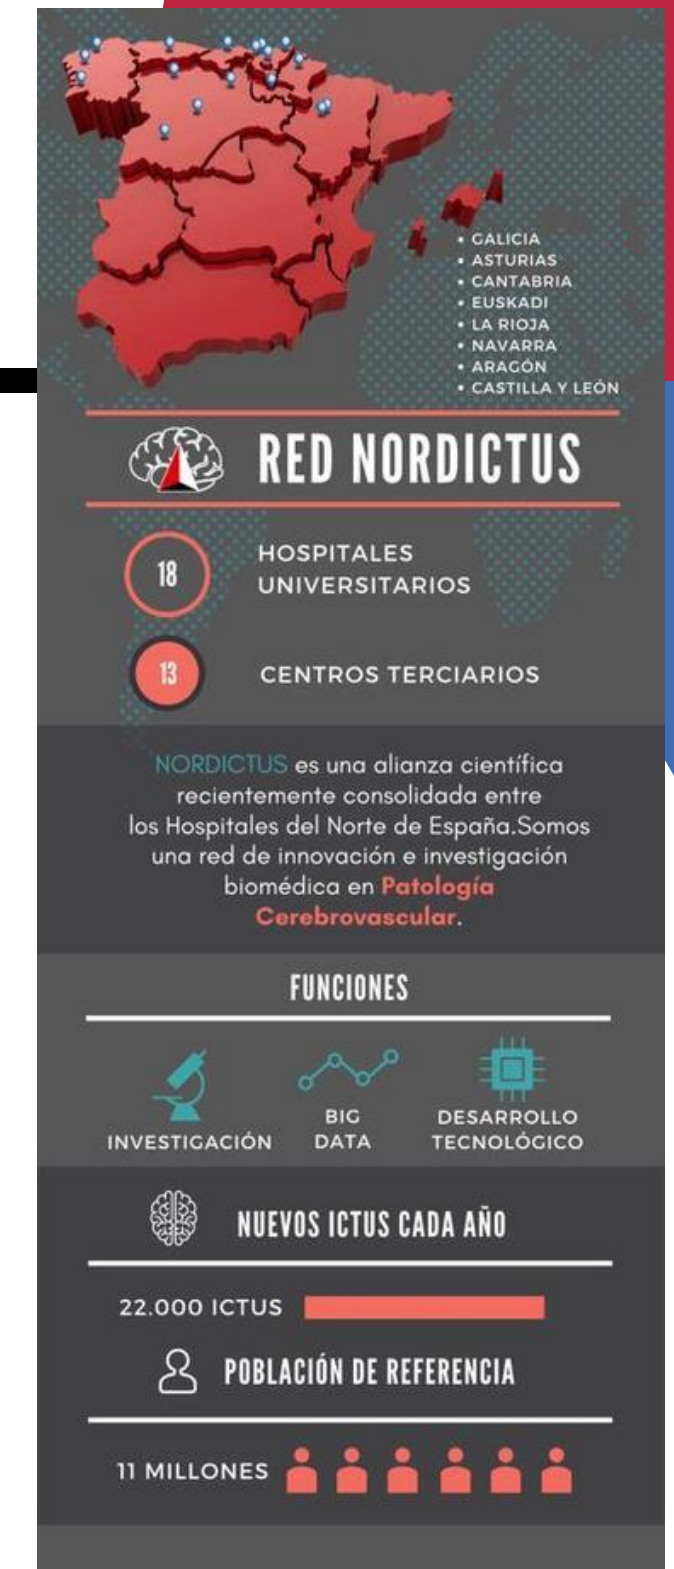 • GALICIA
• ASTURIAS
• CANTABRIA
• EUSKADI
• LA RIOJA
• NAVARRA
• ARAGÓN
• CASTILLA Y LEÓN
RED NORDICTUS
18
HOSPITALES
UNIVERSITARIOS
13
CENTROS TERCIARIOS
NORDICTUS es una alianza científica
recientemente consolidada entre
los Hospitales del Norte de España.Somos
una red de innovación e investigación
biomédica en Patología
Cerebrovascular.
FUNCIONES
INVESTIGACIÓN
BIG
DATA
DESARROLLO
TECNOLÓGICO
NUEVOS ICTUS CADA AÑO
22.000 ICTUS
POBLACIÓN DE REFERENCIA
11 MILLONES